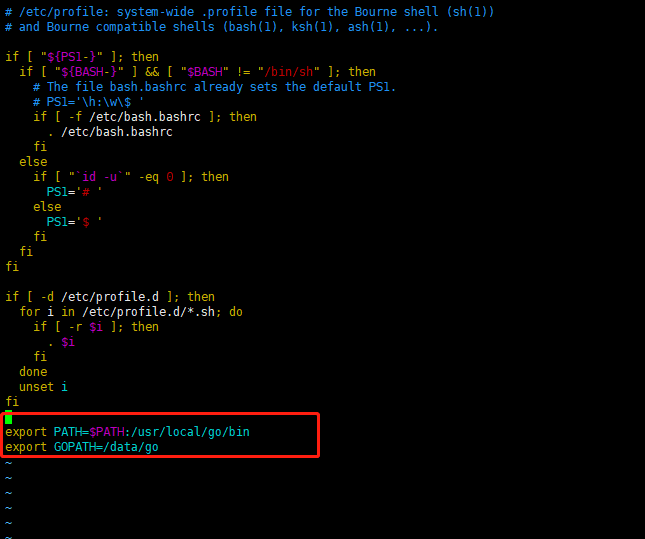 # /etc/profile: system-wide .profile file for the Bourne shell (sh(1))
# and Bourne compatible shells (bash(1), ksh(1), ash(1), ...).
if [ "${PS1-}" ]; then
if [ "${BASH-}" ] && [ "$BASH" != "/bin/sh" ]; then
# The file bash.bashrc already sets the default PS1.
# PS1='\h:\w\$ '
if [ -f /etc/bash.bashrc ]; then
. /etc/bash.bashrc
fi
else
if [ "`id -u`" -eq 0 ]; then
PS1='# '
else
PS1='$ '
fi
fi
fi
if [ -d /etc/profile.d ]; then
for i in /etc/profile.d/*.sh; do
if [ -r $i ]; then
. $i
fi
done
unset i
fi
export PATH=$PATH:/usr/local/go/bin
export GOPATH=/data/go
~
~
~
~
~
~